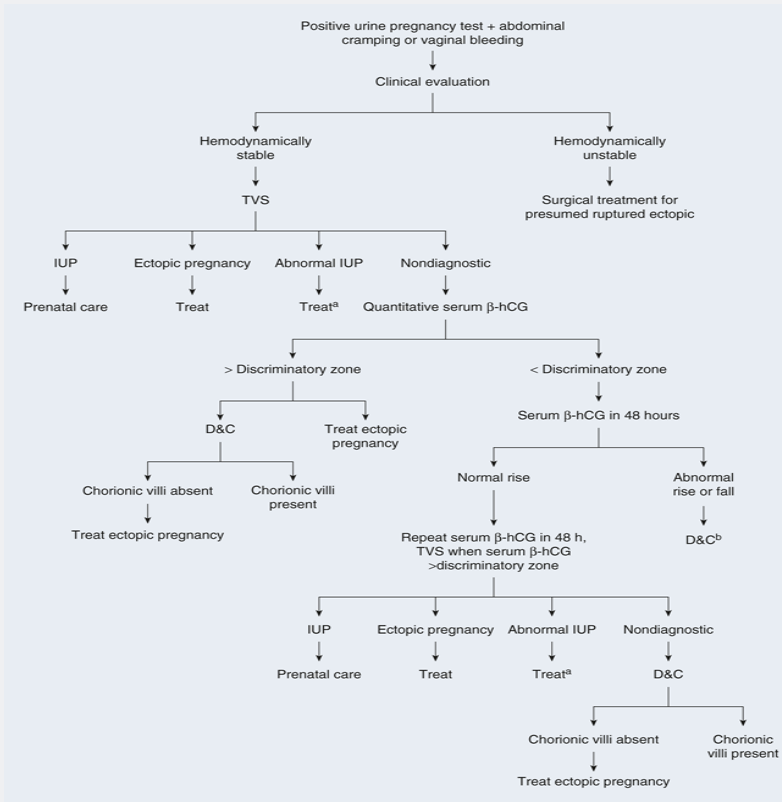 Positive urine pregnancy test + abdominal
cramping or vaginal bleeding
Clinical evaluation
Hemodynamically
stable
Hemodynamically
unstable
TVS
Surgical treatment for
presumed ruptured ectopic
IUP
Ectopic pregnancy
Abnormal IUP
Nondiagnostic
Prenatal care
Treat
Treatᵃ
Quantitative serum β-hCG
> Discriminatory zone
< Discriminatory zone
D&C
Treat ectopic
pregnancy
Serum β-hCG in 48 hours
Chorionic villi absent
Chorionic villi
present
Normal rise
Abnormal
rise or fall
Treat ectopic pregnancy
Repeat serum β-hCG in 48 h,
TVS when serum β-hCG
>discriminatory zone
D&Cᵇ
IUP
Ectopic pregnancy
Abnormal IUP
Nondiagnostic
Prenatal care
Treat
Treatᵃ
D&C
Chorionic villi absent
Chorionic
villi present
Treat ectopic pregnancy